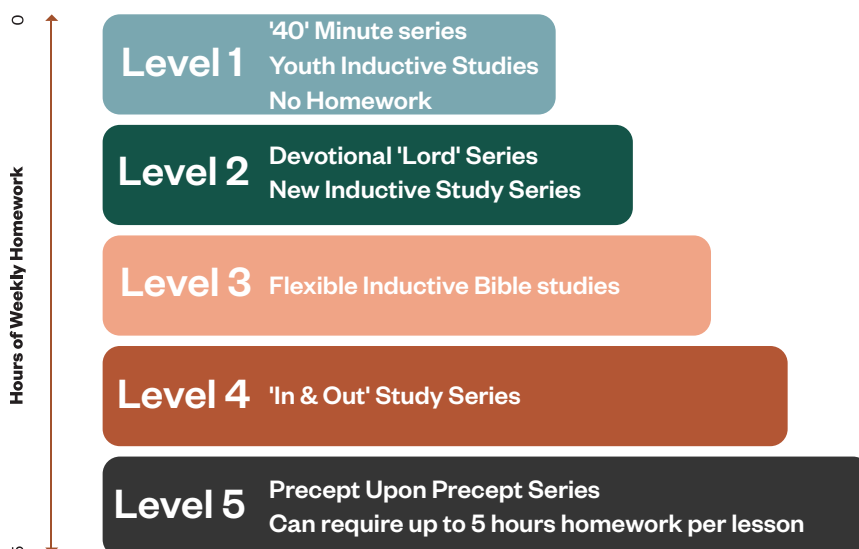 0
Hours of Weekly Homework
Level 1
'40' Minute series
Youth Inductive Studies
No Homework
Level 2
Devotional 'Lord' Series
New Inductive Study Series
Level 3
Flexible Inductive Bible studies
Level 4
'In & Out' Study Series
Level 5
Precept Upon Precept Series
Can require up to 5 hours homework per lesson